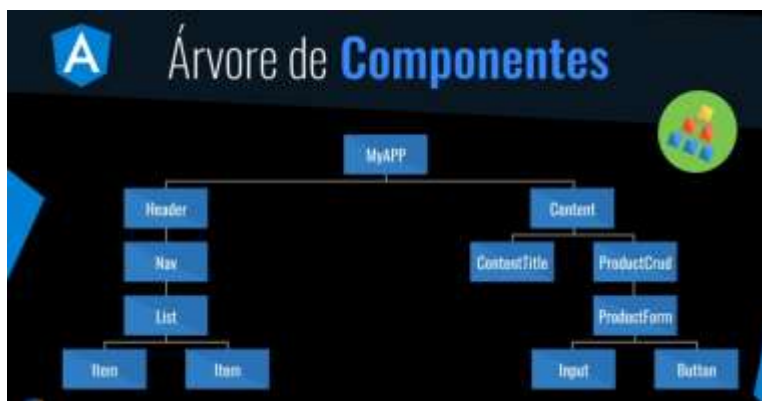 A
Árvore de Componentes
MyAPP
Header
Content
Nav
ContentTitle
ProductCrud
List
ProductForm
Item
Item
Input
Button